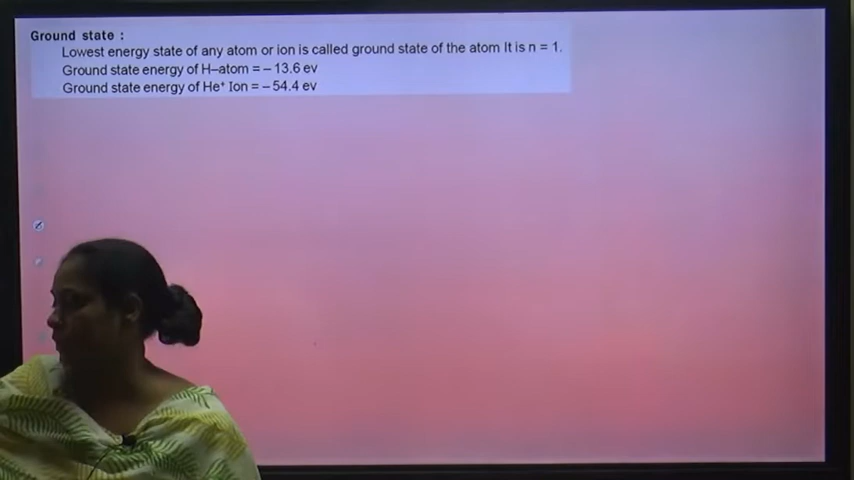 Ground state :
Lowest energy state of any atom or ion is called ground state of the atom It is n = 1.
Ground state energy of H–atom = – 13.6 ev
Ground state energy of He⁺ Ion = – 54.4 ev